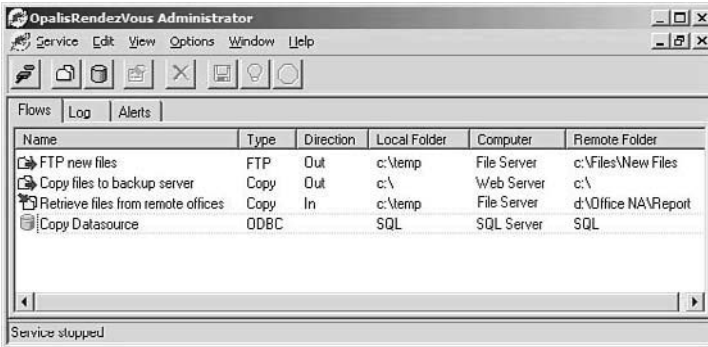 OpalisRendezVous Administrator
Service Edit View Options Window Help
Flows Log Alerts
Name Type Direction Local Folder Computer Remote Folder
FTP new files FTP Out c:\temp File Server c:\Files\New Files
Copy files to backup server Copy Out c:\ Web Server c:\
Retrieve files from remote offices Copy In c:\temp File Server d:\Office NA\Report
Copy Datasource ODBC SQL SQL Server SQL
Service stopped